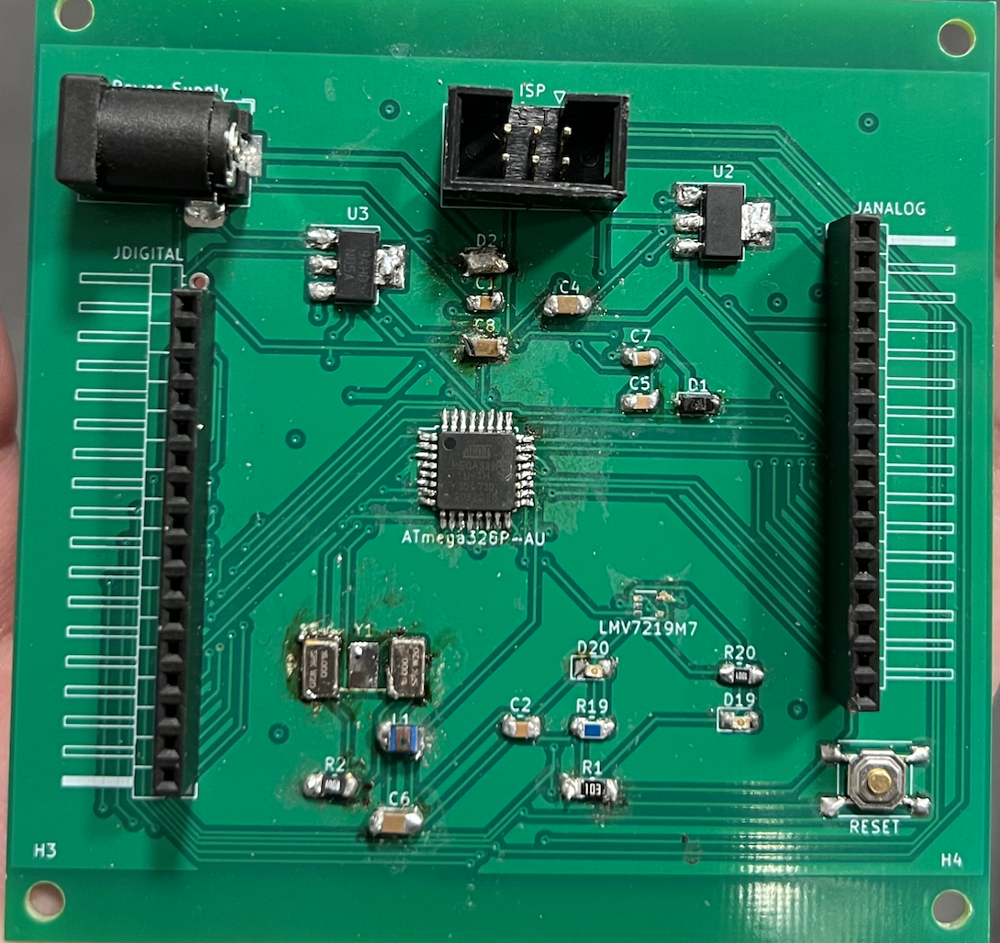 Power Supply
ISP
U2
U3
JANALOG
D2
JDIGITAL
C1
C4
C8
C7
C5
D1
ATmega328P-AU
LMV7219M7
Y1
D20
R20
D19
C2
R19
L1
R2
R1
103
C6
RESET
H3
H4